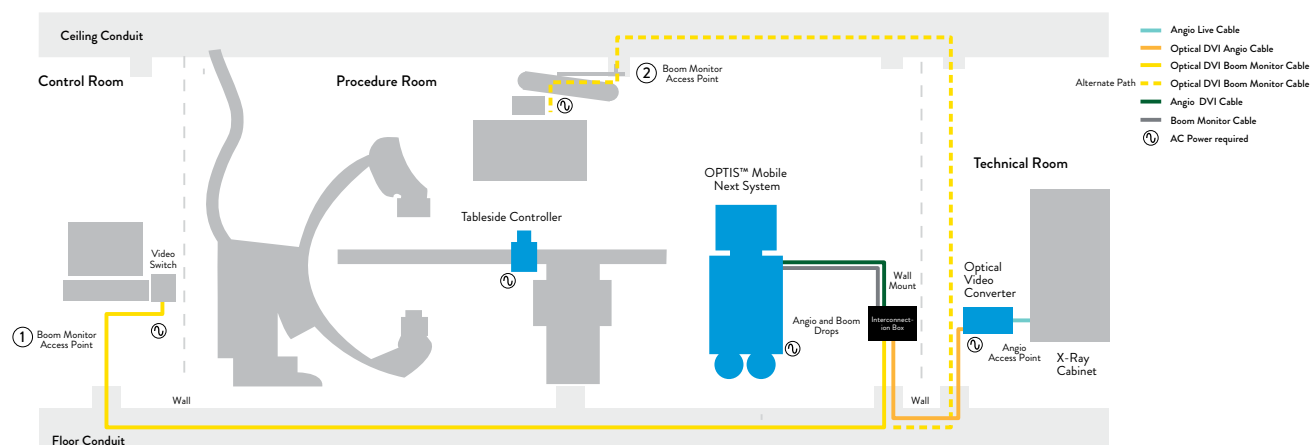 Ceiling Conduit
Control Room
Procedure Room
2
Boom Monitor
Access Point
Angio Live Cable
Optical DVI Angio Cable
Optical DVI Boom Monitor Cable
Alternate Path
Optical DVI Boom Monitor Cable
Angio DVI Cable
Boom Monitor Cable
AC Power required
Technical Room
OPTIS™ Mobile
Next System
Tableside Controller
Video
Switch
Wall
Mount
Optical
Video
Converter
1
Boom Monitor
Access Point
Angio and Boom
Drops
Interconnect-
ion Box
Angio
Access Point
X-Ray
Cabinet
Wall
Wall
Floor Conduit